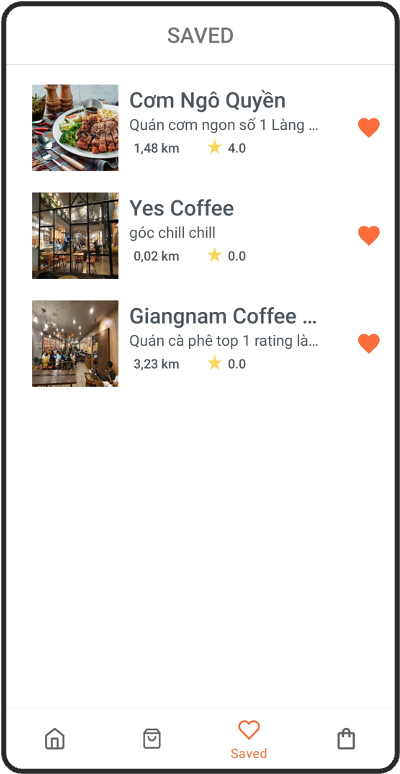 SAVED
Cơm Ngô Quyền
Quán cơm ngon số 1 Làng ...
1,48 km 4.0
Yes Coffee
góc chill chill
0,02 km 0.0
Giangnam Coffee ...
Quán cà phê top 1 rating là...
3,23 km 0.0
Saved